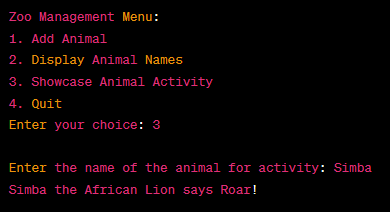 Zoo Management Menu:
1. Add Animal
2. Display Animal Names
3. Showcase Animal Activity
4. Quit
Enter your choice: 3
Enter the name of the animal for activity: Simba
Simba the African Lion says Roar!